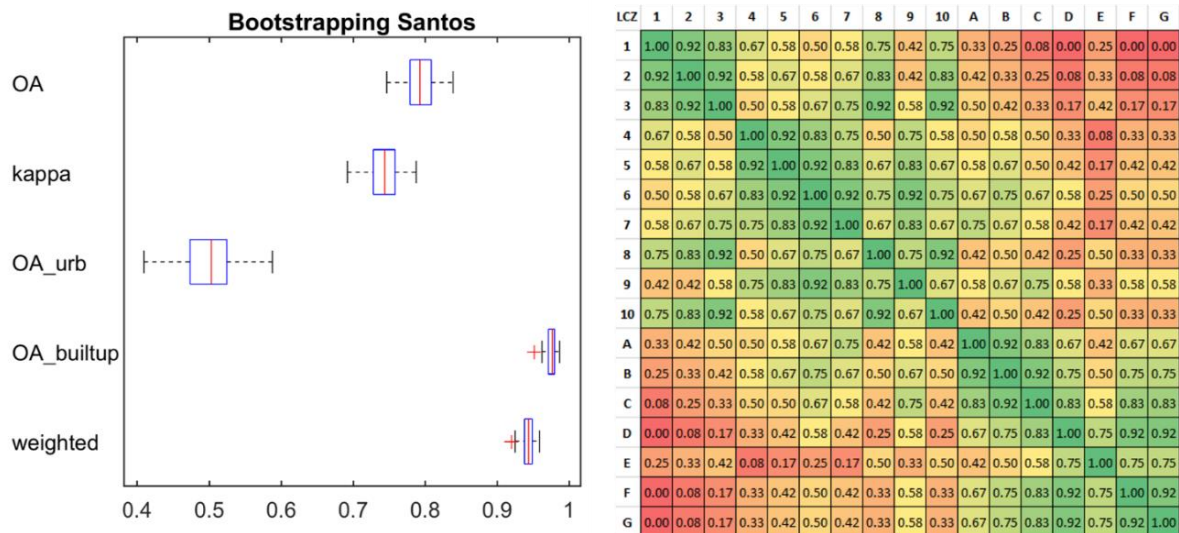 Bootstrapping Santos
OA
kappa
OA_urb
OA_builtup
weighted
0.4 0.5 0.6 0.7 0.8 0.9 1
LCZ 1 2 3 4 5 6 7 8 9 10 A B C D E F G
1 1.00 0.92 0.83 0.67 0.58 0.50 0.58 0.75 0.42 0.75 0.33 0.25 0.08 0.00 0.25 0.00 0.00
2 0.92 1.00 0.92 0.58 0.67 0.58 0.67 0.83 0.42 0.83 0.42 0.33 0.25 0.08 0.33 0.08 0.08
3 0.83 0.92 1.00 0.50 0.58 0.67 0.75 0.92 0.58 0.92 0.50 0.42 0.33 0.17 0.42 0.17 0.17
4 0.67 0.58 0.50 1.00 0.92 0.83 0.75 0.50 0.75 0.58 0.50 0.58 0.50 0.33 0.08 0.33 0.33
5 0.58 0.67 0.58 0.92 1.00 0.92 0.83 0.67 0.83 0.67 0.58 0.67 0.50 0.42 0.17 0.42 0.42
6 0.50 0.58 0.67 0.83 0.92 1.00 0.92 0.75 0.92 0.75 0.67 0.75 0.67 0.58 0.25 0.50 0.50
7 0.58 0.67 0.75 0.75 0.83 0.92 1.00 0.67 0.83 0.67 0.75 0.67 0.58 0.42 0.17 0.42 0.42
8 0.75 0.83 0.92 0.50 0.67 0.75 0.67 1.00 0.75 0.92 0.42 0.50 0.42 0.25 0.50 0.33 0.33
9 0.42 0.42 0.58 0.75 0.83 0.92 0.83 0.75 1.00 0.67 0.58 0.67 0.75 0.58 0.33 0.58 0.58
10 0.75 0.83 0.92 0.50 0.67 0.75 0.67 0.92 0.67 1.00 0.42 0.50 0.42 0.25 0.50 0.33 0.33
A 0.33 0.42 0.50 0.50 0.58 0.67 0.75 0.42 0.58 0.42 1.00 0.92 0.83 0.67 0.42 0.67 0.67
B 0.25 0.33 0.42 0.58 0.67 0.75 0.67 0.50 0.67 0.50 0.92 1.00 0.92 0.75 0.50 0.75 0.75
C 0.08 0.25 0.33 0.50 0.50 0.67 0.58 0.42 0.75 0.42 0.83 0.92 1.00 0.83 0.58 0.83 0.83
D 0.00 0.08 0.17 0.33 0.42 0.58 0.42 0.25 0.58 0.25 0.67 0.75 0.83 1.00 0.75 0.92 0.92
E 0.25 0.33 0.42 0.08 0.17 0.25 0.17 0.50 0.33 0.50 0.42 0.50 0.58 0.75 1.00 0.75 0.75
F 0.00 0.08 0.17 0.33 0.42 0.50 0.42 0.33 0.58 0.33 0.67 0.75 0.83 0.92 0.75 1.00 0.92
G 0.00 0.08 0.17 0.33 0.42 0.50 0.42 0.33 0.58 0.33 0.67 0.75 0.83 0.92 0.75 0.92 1.00